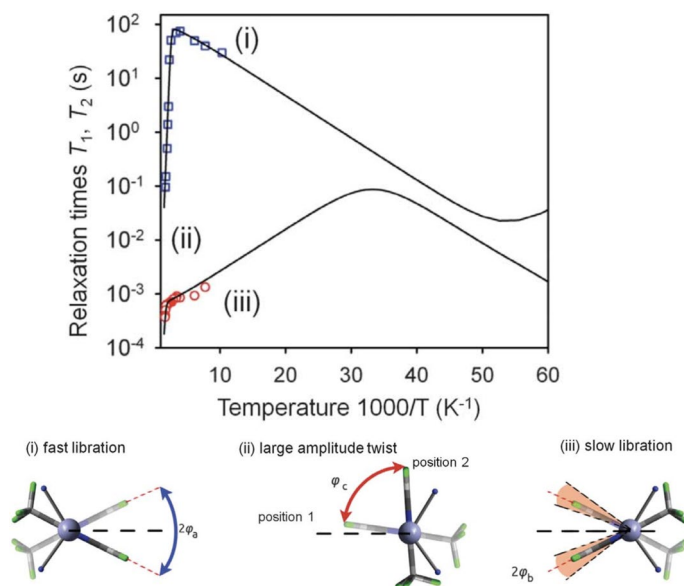 Relaxation times T₁, T₂ (s)
10²
10¹
10⁰
10⁻¹
10⁻²
10⁻³
10⁻⁴
(i)
(ii)
(iii)
0 10 20 30 40 50 60
Temperature 1000/T (K⁻¹)
(i) fast libration
2φₐ
(ii) large amplitude twist
position 2
φ꜀
position 1
(iii) slow libration
2φ_b